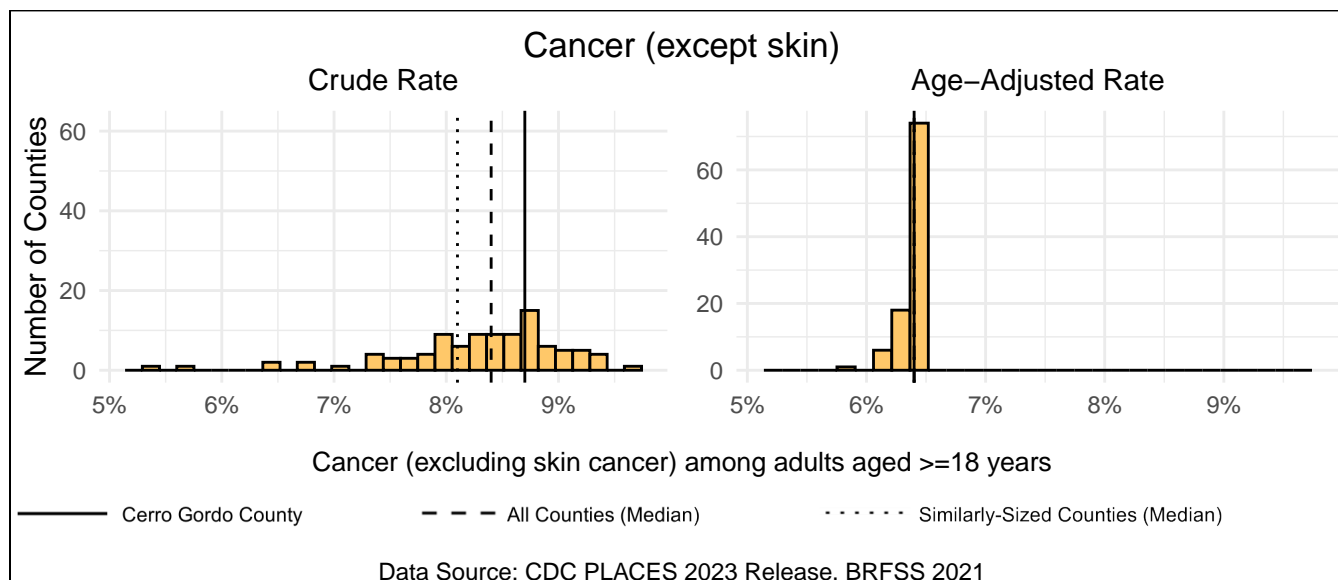 Cancer (except skin)
Crude Rate
Age−Adjusted Rate
Number of Counties
60
40
20
0
5%
6%
7%
8%
9%
60
40
20
0
5%
6%
7%
8%
9%
Cancer (excluding skin cancer) among adults aged >=18 years
Cerro Gordo County
All Counties (Median)
Similarly-Sized Counties (Median)
Data Source: CDC PLACES 2023 Release, BRFSS 2021